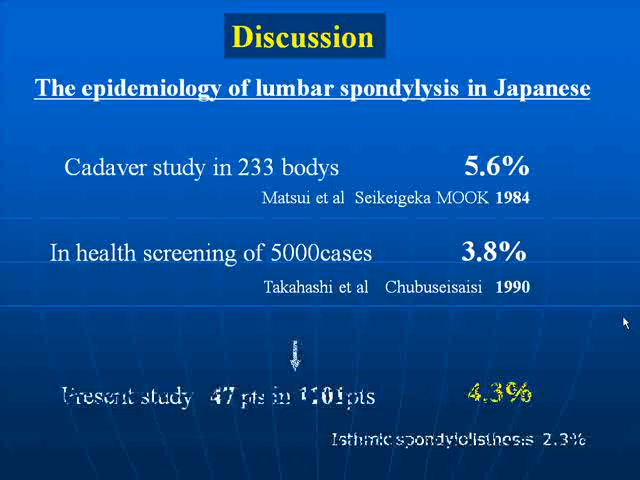 Discussion
The epidemiology of lumbar spondylysis in Japanese
Cadaver study in 233 bodys 5.6%
Matsui et al Seikeigeka MOOK 1984
In health screening of 5000cases 3.8%
Takahashi et al Chubuseisaisi 1990
Present study 47 pts in 1101pts 4.3%
Isthmic spondylolisthesis 2.3%